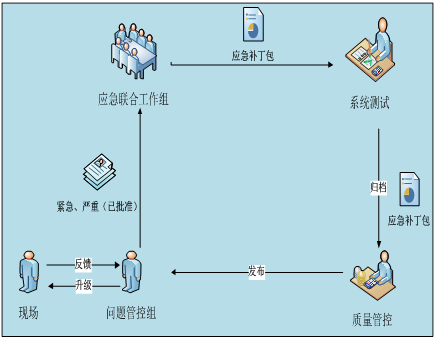 应急补丁包
应急联合工作组
系统测试
紧急、严重（已批准）
归档
应急补丁包
反馈
升级
发布
现场
问题管控组
质量管控